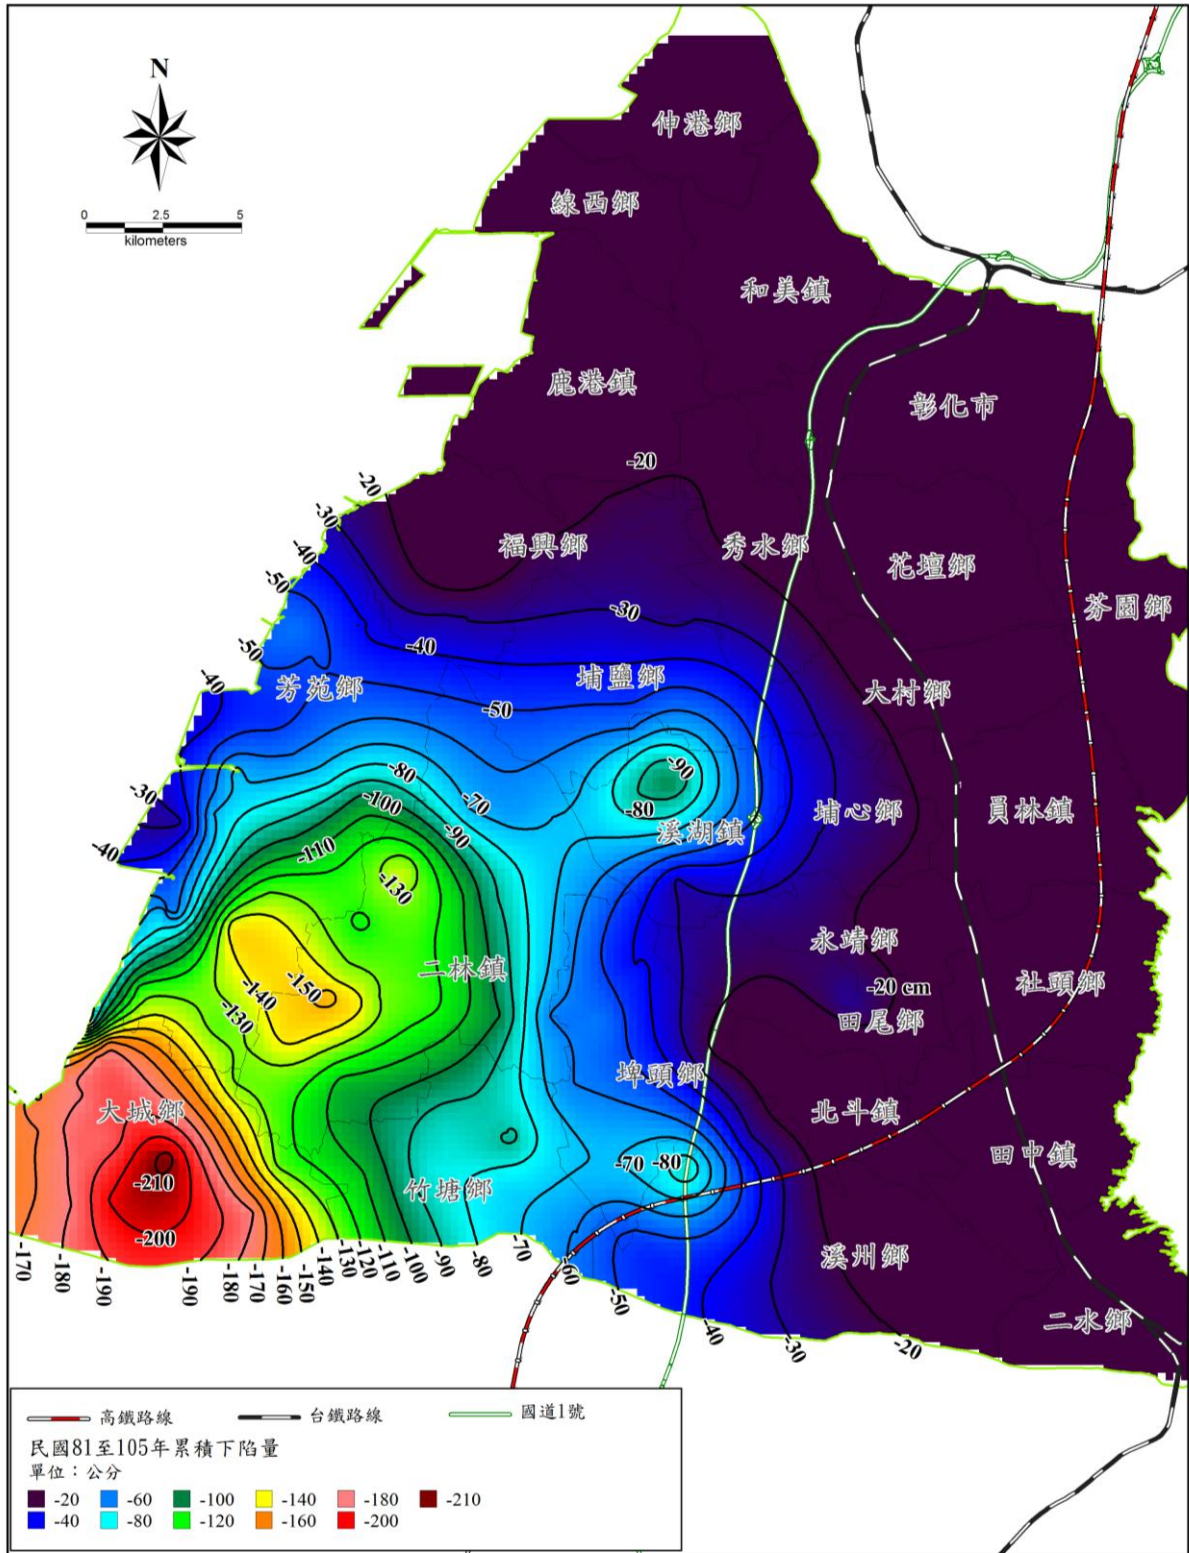 N
0 2.5 5
kilometers
伸港鄉
線西鄉
和美鎮
鹿港鎮
彰化市
-20
-20
-30
福興鄉
秀水鄉
花壇鄉
-40
-50
芬園鄉
-30
-40
-50
埔鹽鄉
芳苑鄉
大村鄉
-40
-50
-90
-80
-70
-30
-100
-80
埔心鄉
員林鎮
溪湖鎮
-90
-40
-110
-130
永靖鄉
二林鎮
-150
-140
社頭鄉
-20 cm
-130
田尾鄉
埤頭鄉
大城鄉
北斗鎮
田中鎮
-70
-80
-210
竹塘鄉
-200
溪州鄉
-170
-180
-190
-190
-180
-170
-160
-150
-140
-130
-120
-110
-100
-90
-80
-70
-60
-50
-40
-30
-20
二水鄉
高鐵路線 台鐵路線 國道1號
民國81至105年累積下陷量
單位：公分
-20 -60 -100 -140 -180 -210
-40 -80 -120 -160 -200